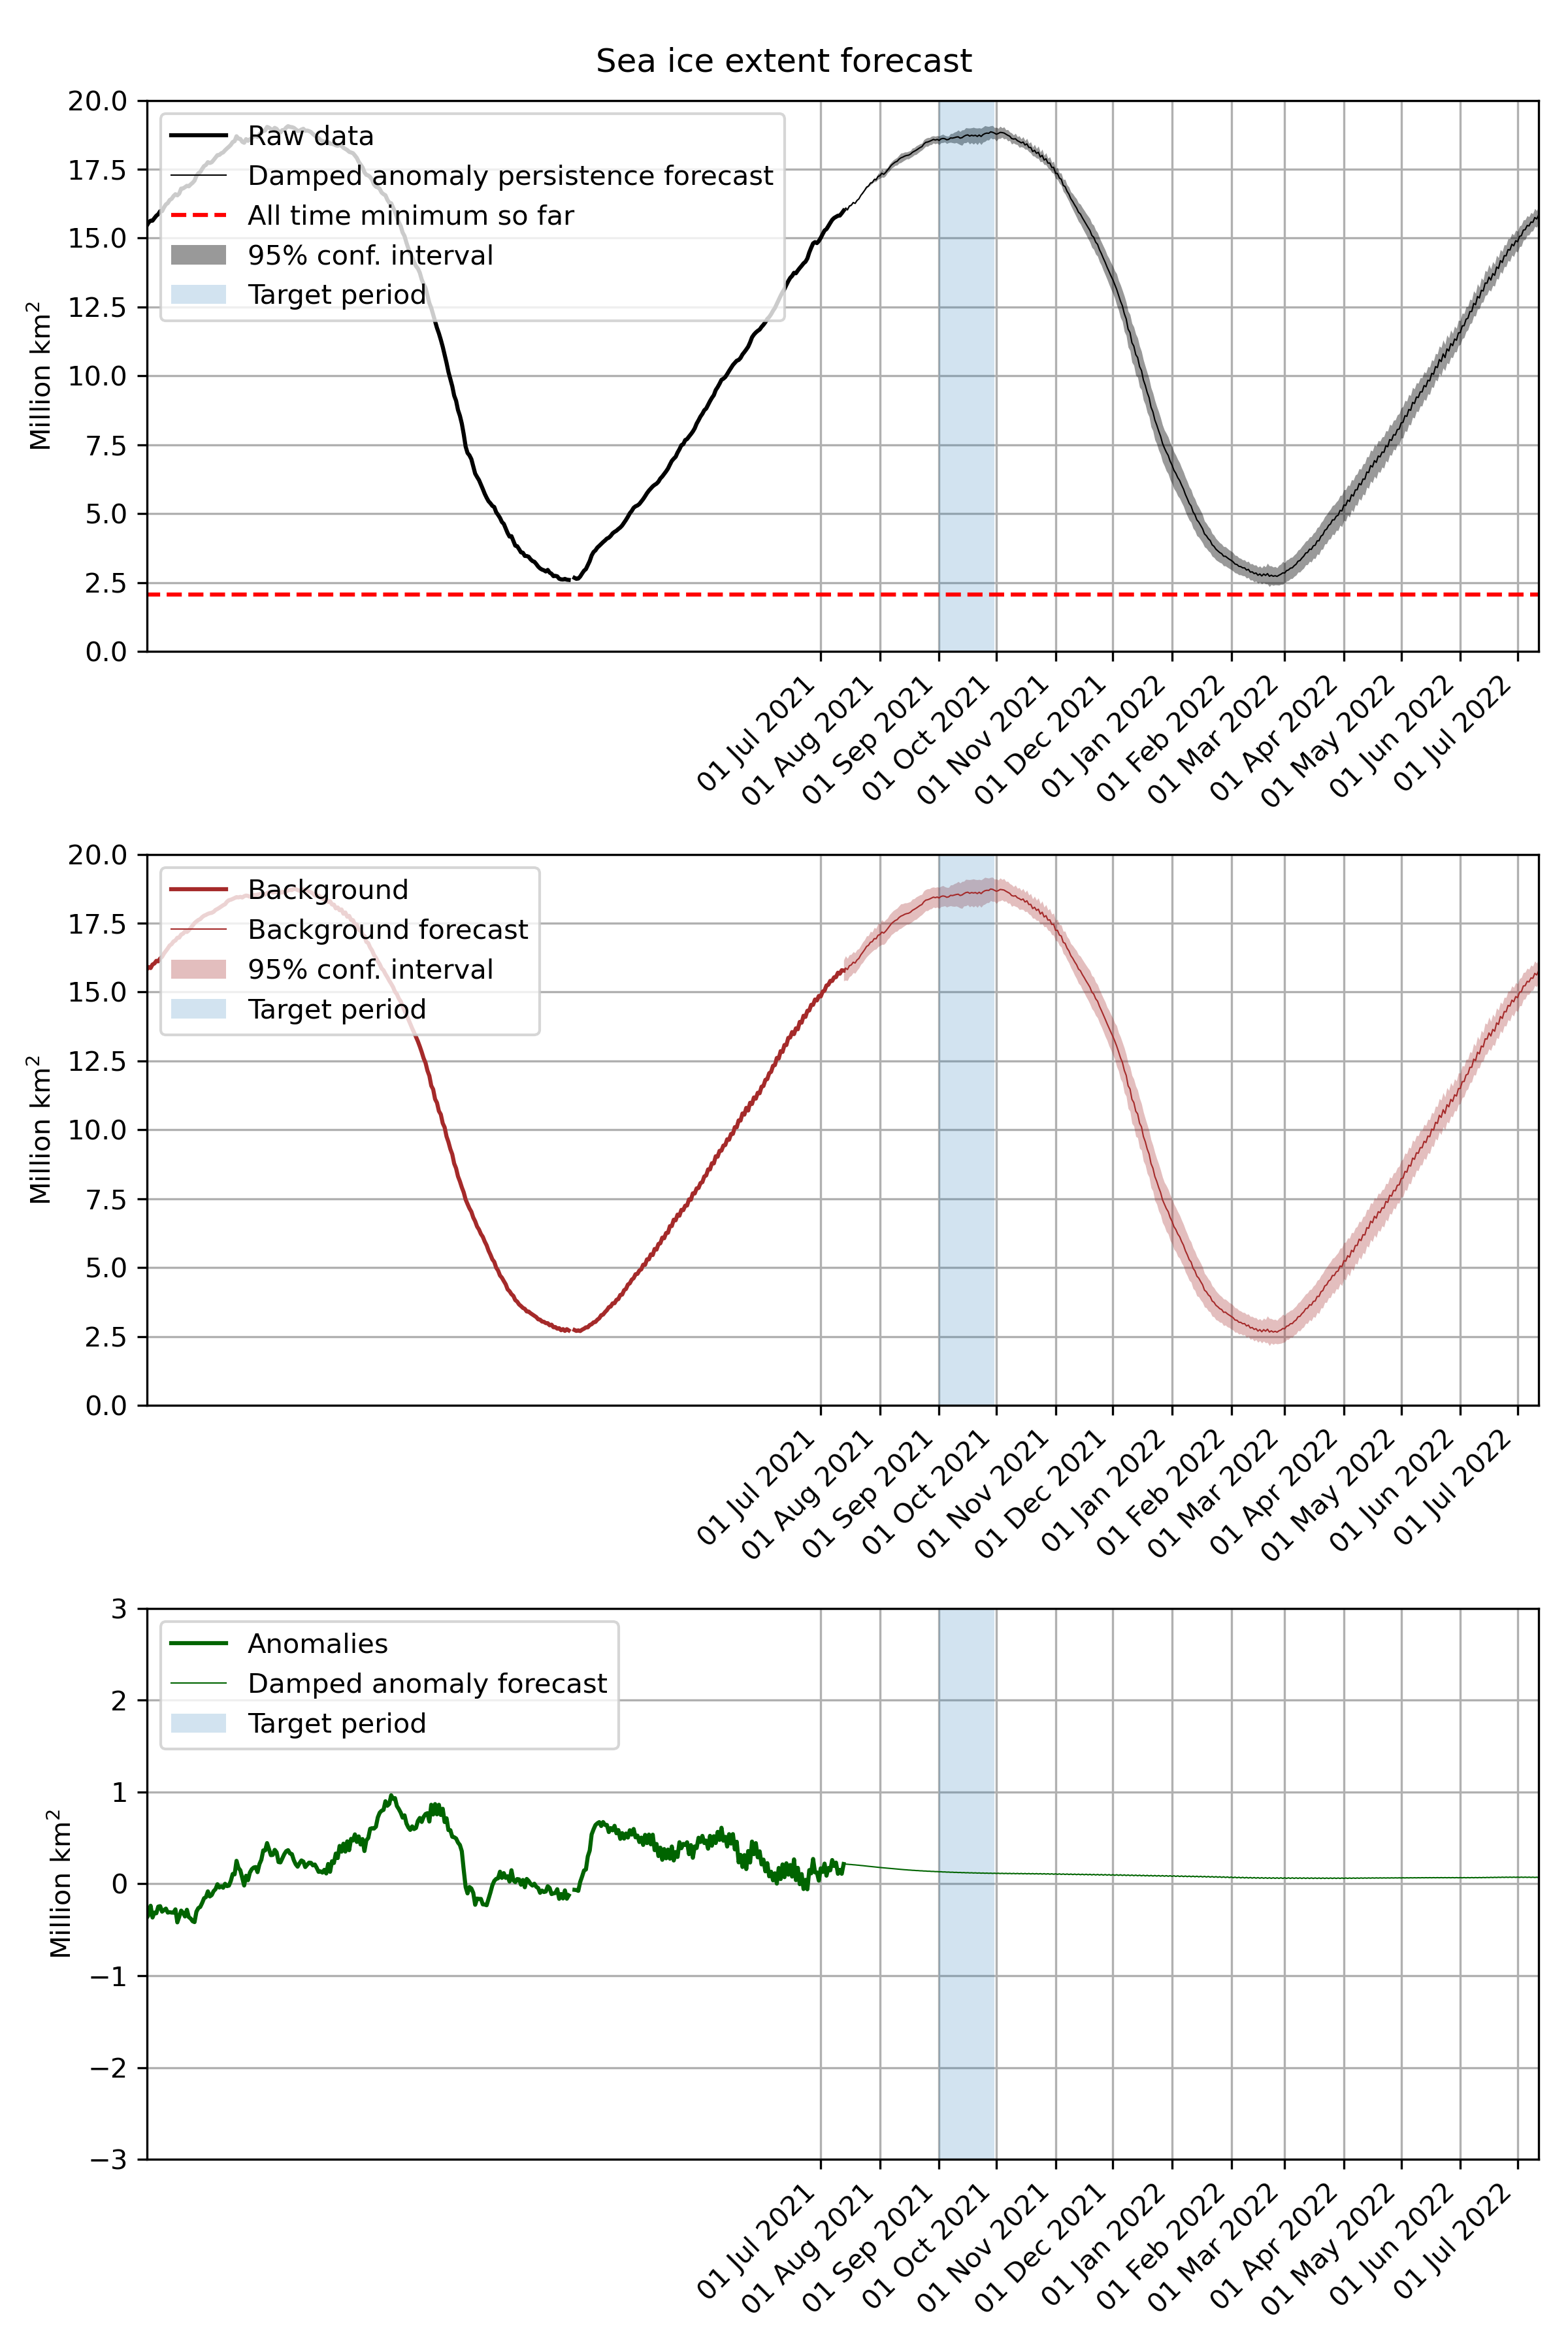 Sea ice extent forecast
20.0
17.5
15.0
12.5
10.0
7.5
5.0
2.5
0.0
Million km²
Raw data
Damped anomaly persistence forecast
All time minimum so far
95% conf. interval
Target period
01 Jul 2021
01 Aug 2021
01 Sep 2021
01 Oct 2021
01 Nov 2021
01 Dec 2021
01 Jan 2022
01 Feb 2022
01 Mar 2022
01 Apr 2022
01 May 2022
01 Jun 2022
01 Jul 2022
20.0
17.5
15.0
12.5
10.0
7.5
5.0
2.5
0.0
Million km²
Background
Background forecast
95% conf. interval
Target period
01 Jul 2021
01 Aug 2021
01 Sep 2021
01 Oct 2021
01 Nov 2021
01 Dec 2021
01 Jan 2022
01 Feb 2022
01 Mar 2022
01 Apr 2022
01 May 2022
01 Jun 2022
01 Jul 2022
3
2
1
0
−1
−2
−3
Million km²
Anomalies
Damped anomaly forecast
Target period
01 Jul 2021
01 Aug 2021
01 Sep 2021
01 Oct 2021
01 Nov 2021
01 Dec 2021
01 Jan 2022
01 Feb 2022
01 Mar 2022
01 Apr 2022
01 May 2022
01 Jun 2022
01 Jul 2022